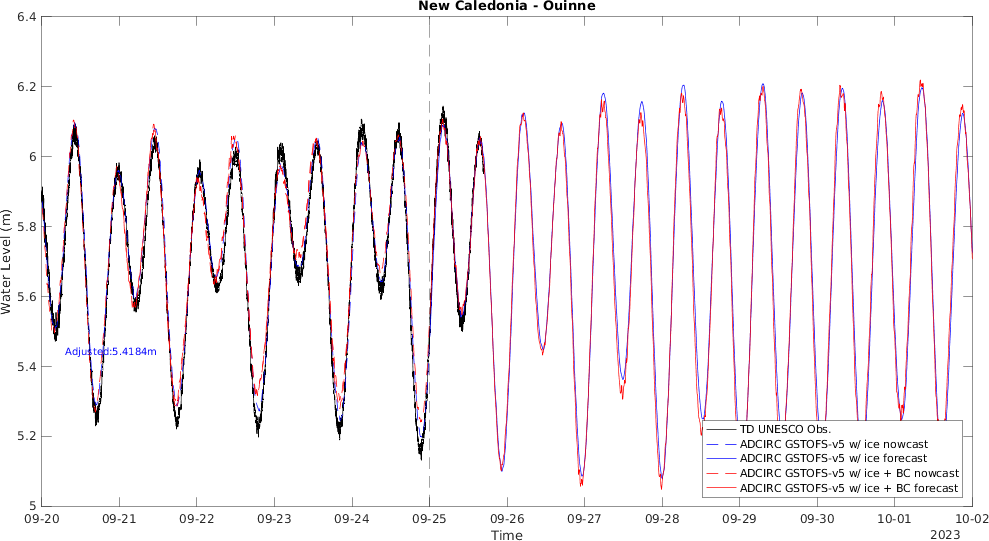 New Caledonia - Ouinne
6.4
6.2
6
5.8
5.6
5.4
5.2
5
Water Level (m)
Adjusted:5.4184m
TD UNESCO Obs.
ADCIRC GSTOFS-v5 w/ ice nowcast
ADCIRC GSTOFS-v5 w/ ice forecast
ADCIRC GSTOFS-v5 w/ ice + BC nowcast
ADCIRC GSTOFS-v5 w/ ice + BC forecast
09-20 09-21 09-22 09-23 09-24 09-25 09-26 09-27 09-28 09-29 09-30 10-01 10-02
Time
2023